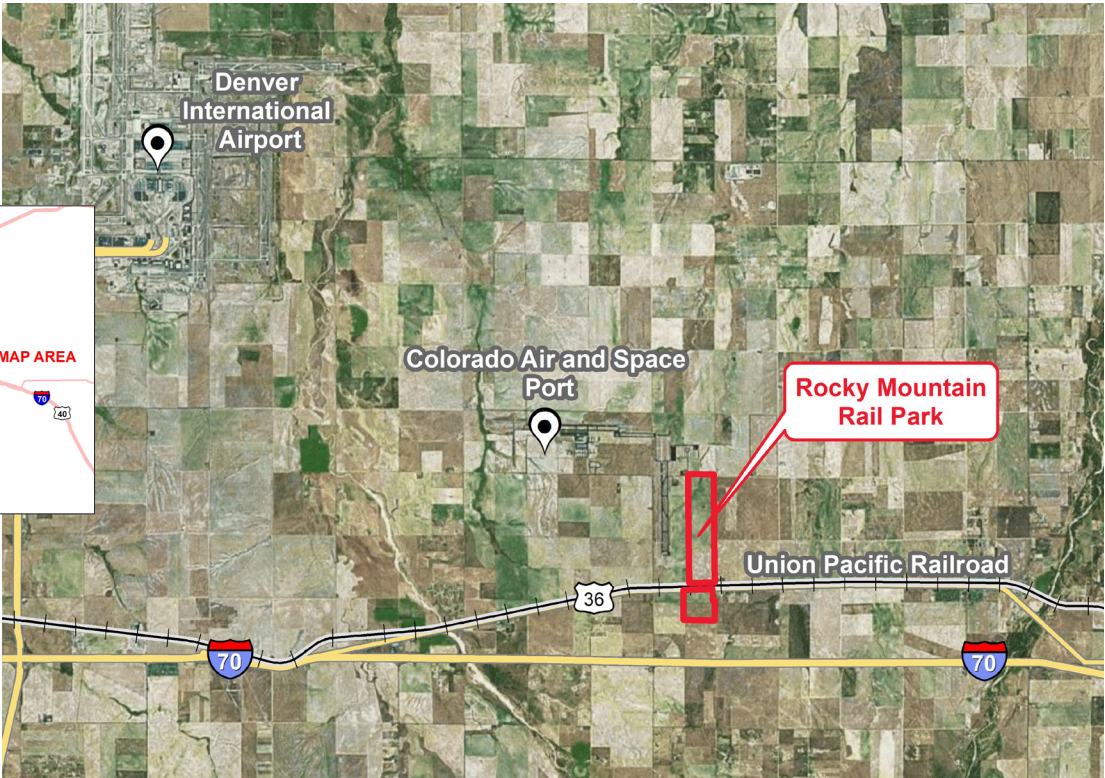 Denver
International
Airport
MAP AREA
70
40
Colorado Air and Space
Port
Rocky Mountain
Rail Park
Union Pacific Railroad
36
70
70